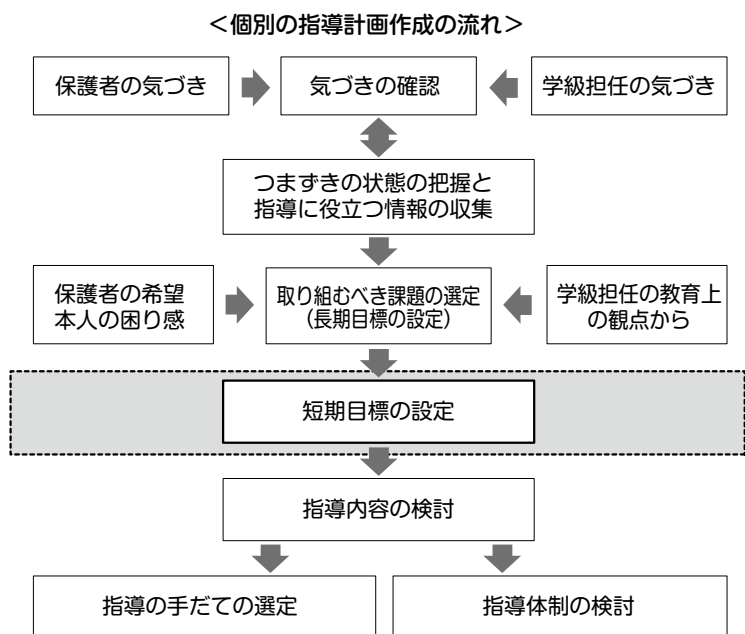 ＜個別の指導計画作成の流れ＞
保護者の気づき
気づきの確認
学級担任の気づき
つまずきの状態の把握と
指導に役立つ情報の収集
保護者の希望
本人の困り感
取り組むべき課題の選定
（長期目標の設定）
学級担任の教育上
の観点から
短期目標の設定
指導内容の検討
指導の手だての選定
指導体制の検討